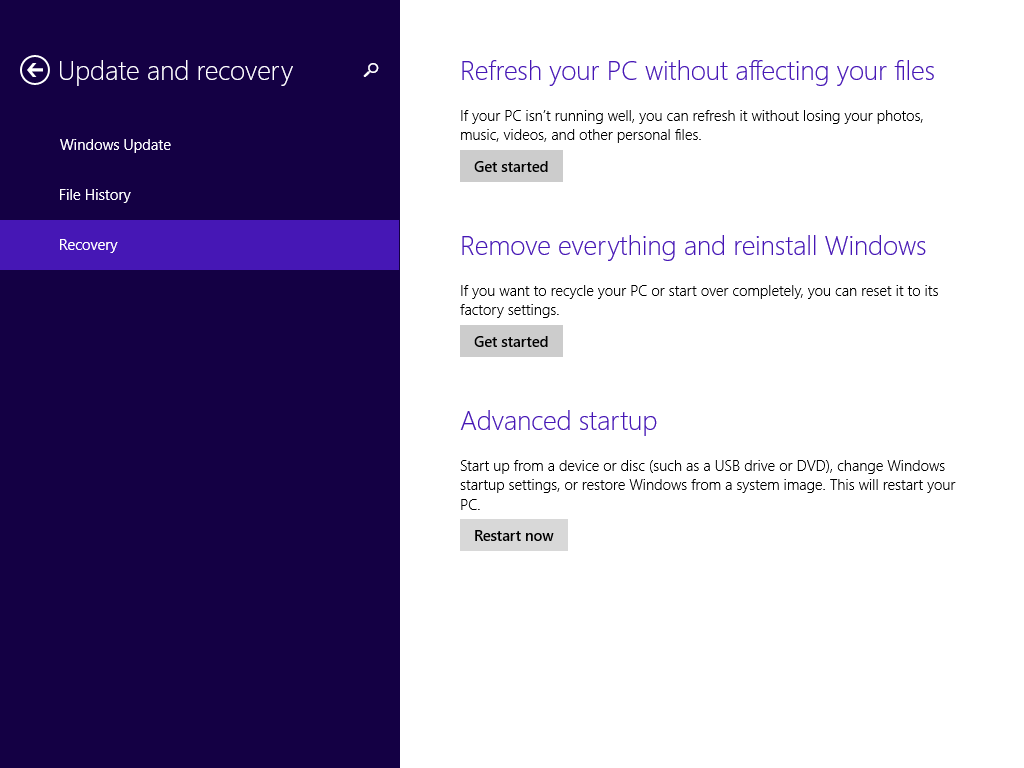 Update and recovery
Windows Update
File History
Recovery
Refresh your PC without affecting your files
If your PC isn't running well, you can refresh it without losing your photos,
music, videos, and other personal files.
Get started
Remove everything and reinstall Windows
If you want to recycle your PC or start over completely, you can reset it to its
factory settings.
Get started
Advanced startup
Start up from a device or disc (such as a USB drive or DVD), change Windows
startup settings, or restore Windows from a system image. This will restart your
PC.
Restart now